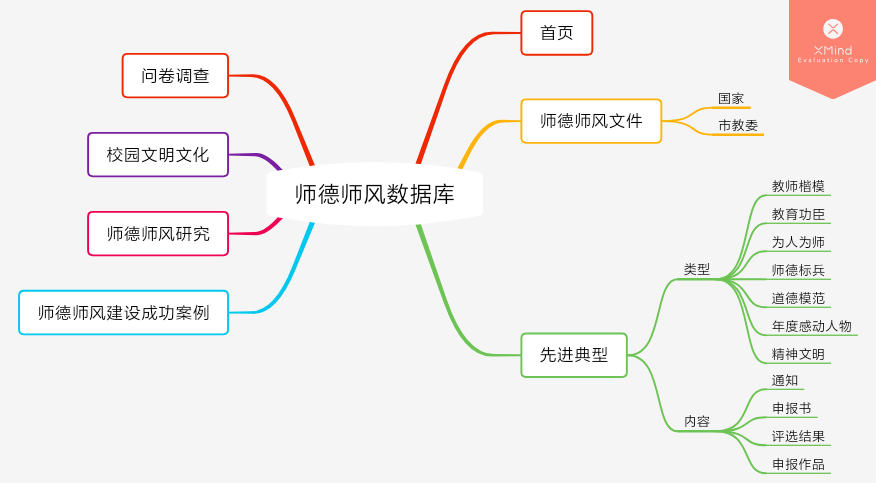 师德师风数据库
首页
师德师风文件
国家
市教委
先进典型
类型
教师楷模
教育功臣
为人为师
师德标兵
道德模范
年度感动人物
精神文明
内容
通知
申报书
评选结果
申报作品
问卷调查
校园文明文化
师德师风研究
师德师风建设成功案例
XMind
Evaluation Copy